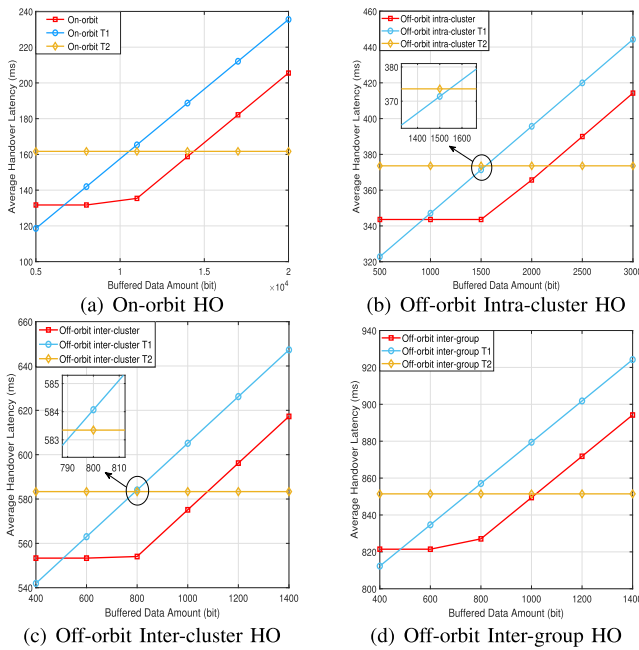 On-orbit
On-orbit T1
On-orbit T2
Average Handover Latency (ms)
240
220
200
180
160
140
120
100
0.5
1
1.5
2
×10⁴
Buffered Data Amount (bit)
(a) On-orbit HO
Off-orbit intra-cluster
Off-orbit intra-cluster T1
Off-orbit intra-cluster T2
Average Handover Latency (ms)
460
440
420
400
380
360
340
320
380
370
1400 1500 1600
500 1000 1500 2000 2500 3000
Buffered Data Amount (bit)
(b) Off-orbit Intra-cluster HO
Off-orbit inter-cluster
Off-orbit inter-cluster T1
Off-orbit inter-cluster T2
Average Handover Latency (ms)
660
640
620
600
580
560
540
585
584
583
790 800 810
400 600 800 1000 1200 1400
Buffered Data Amount (bit)
(c) Off-orbit Inter-cluster HO
Off-orbit inter-group
Off-orbit inter-group T1
Off-orbit inter-group T2
Average Handover Latency (ms)
940
920
900
880
860
840
820
800
400 600 800 1000 1200 1400
Buffered Data Amount (bit)
(d) Off-orbit Inter-group HO